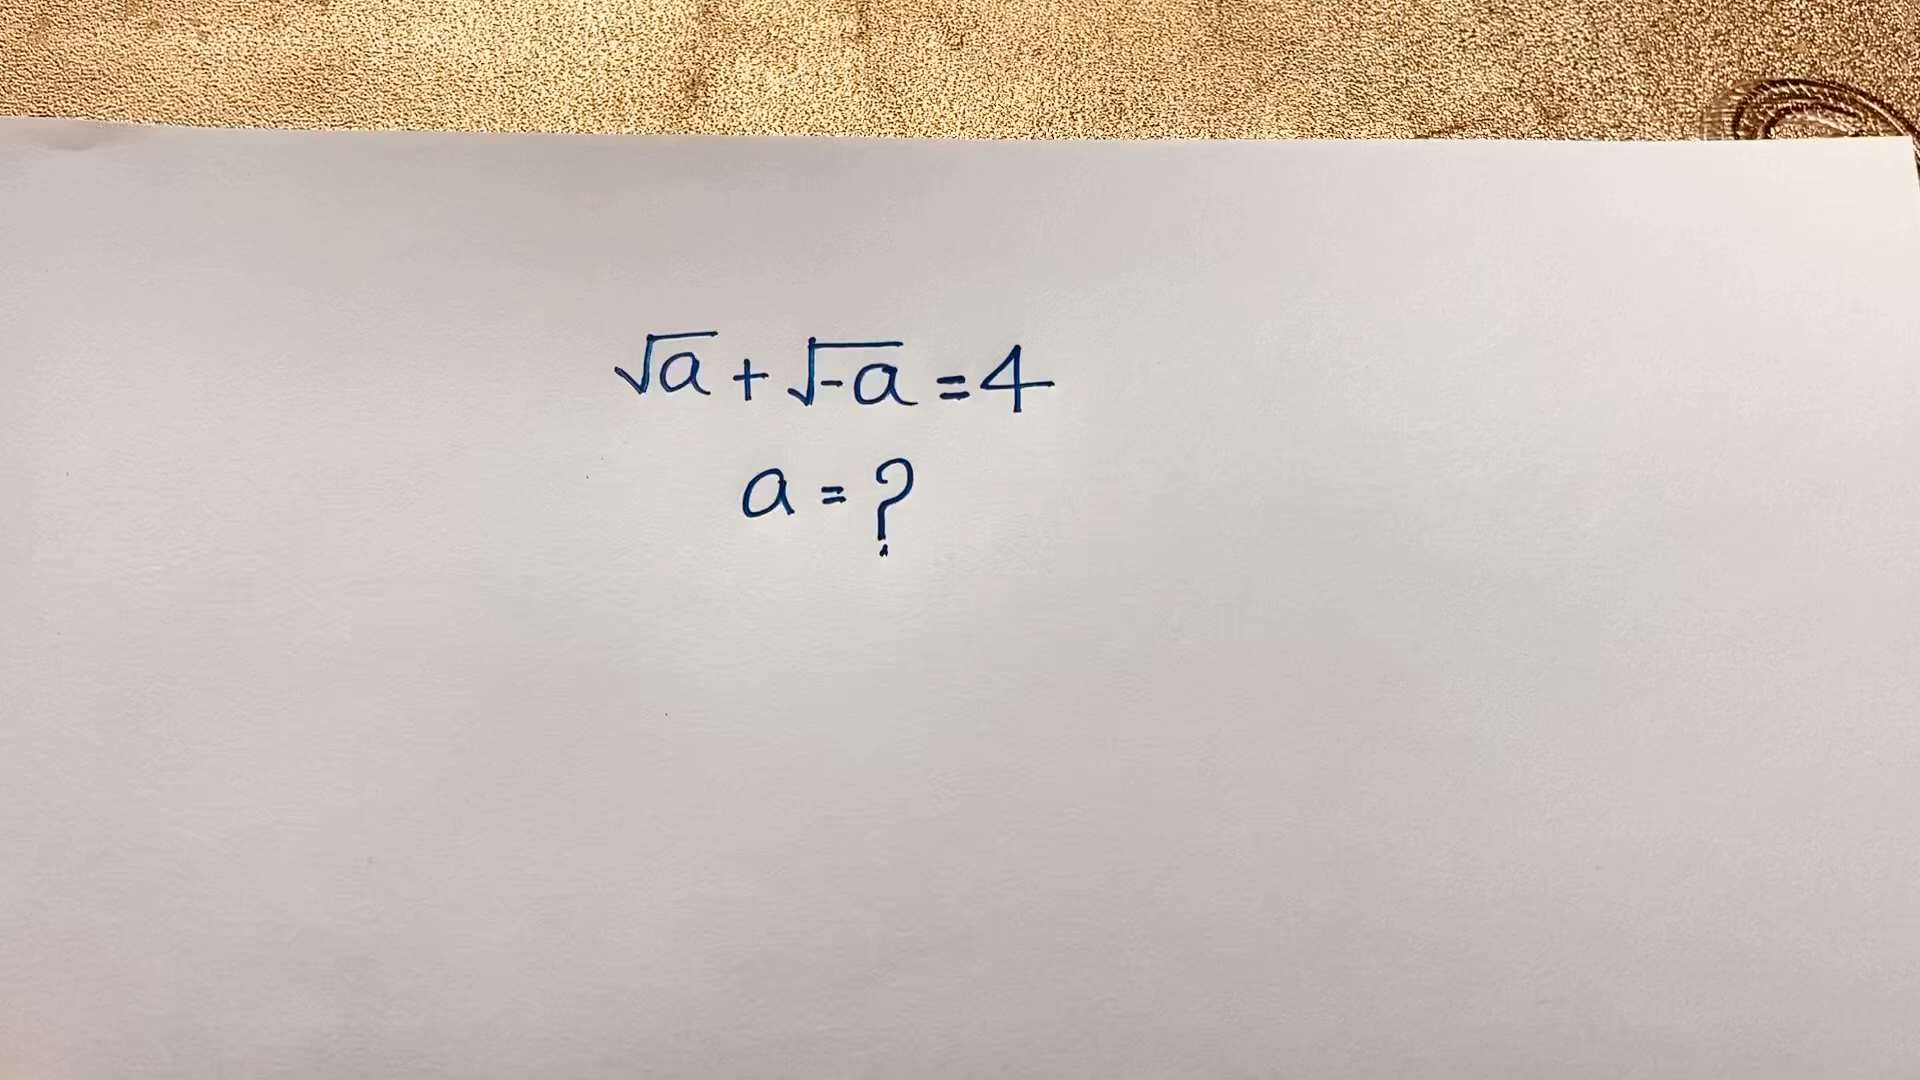 √a + √-a = 4
a = ?